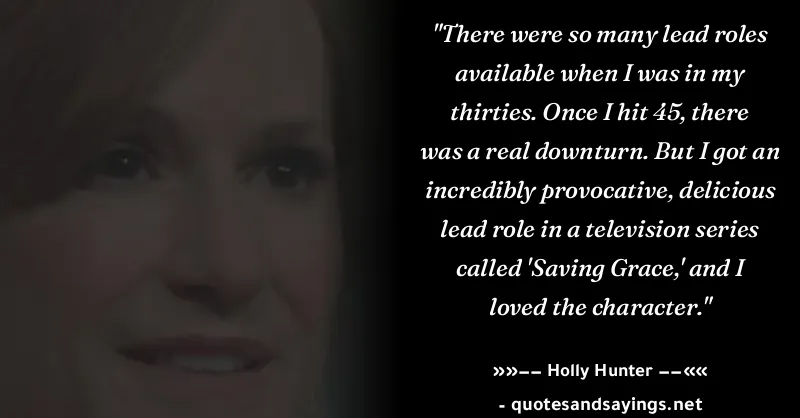 "There were so many lead roles
available when I was in my
thirties. Once I hit 45, there
was a real downturn. But I got an
incredibly provocative, delicious
lead role in a television series
called 'Saving Grace,' and I
loved the character."
»»–– Holly Hunter ––««
- quotesandsayings.net